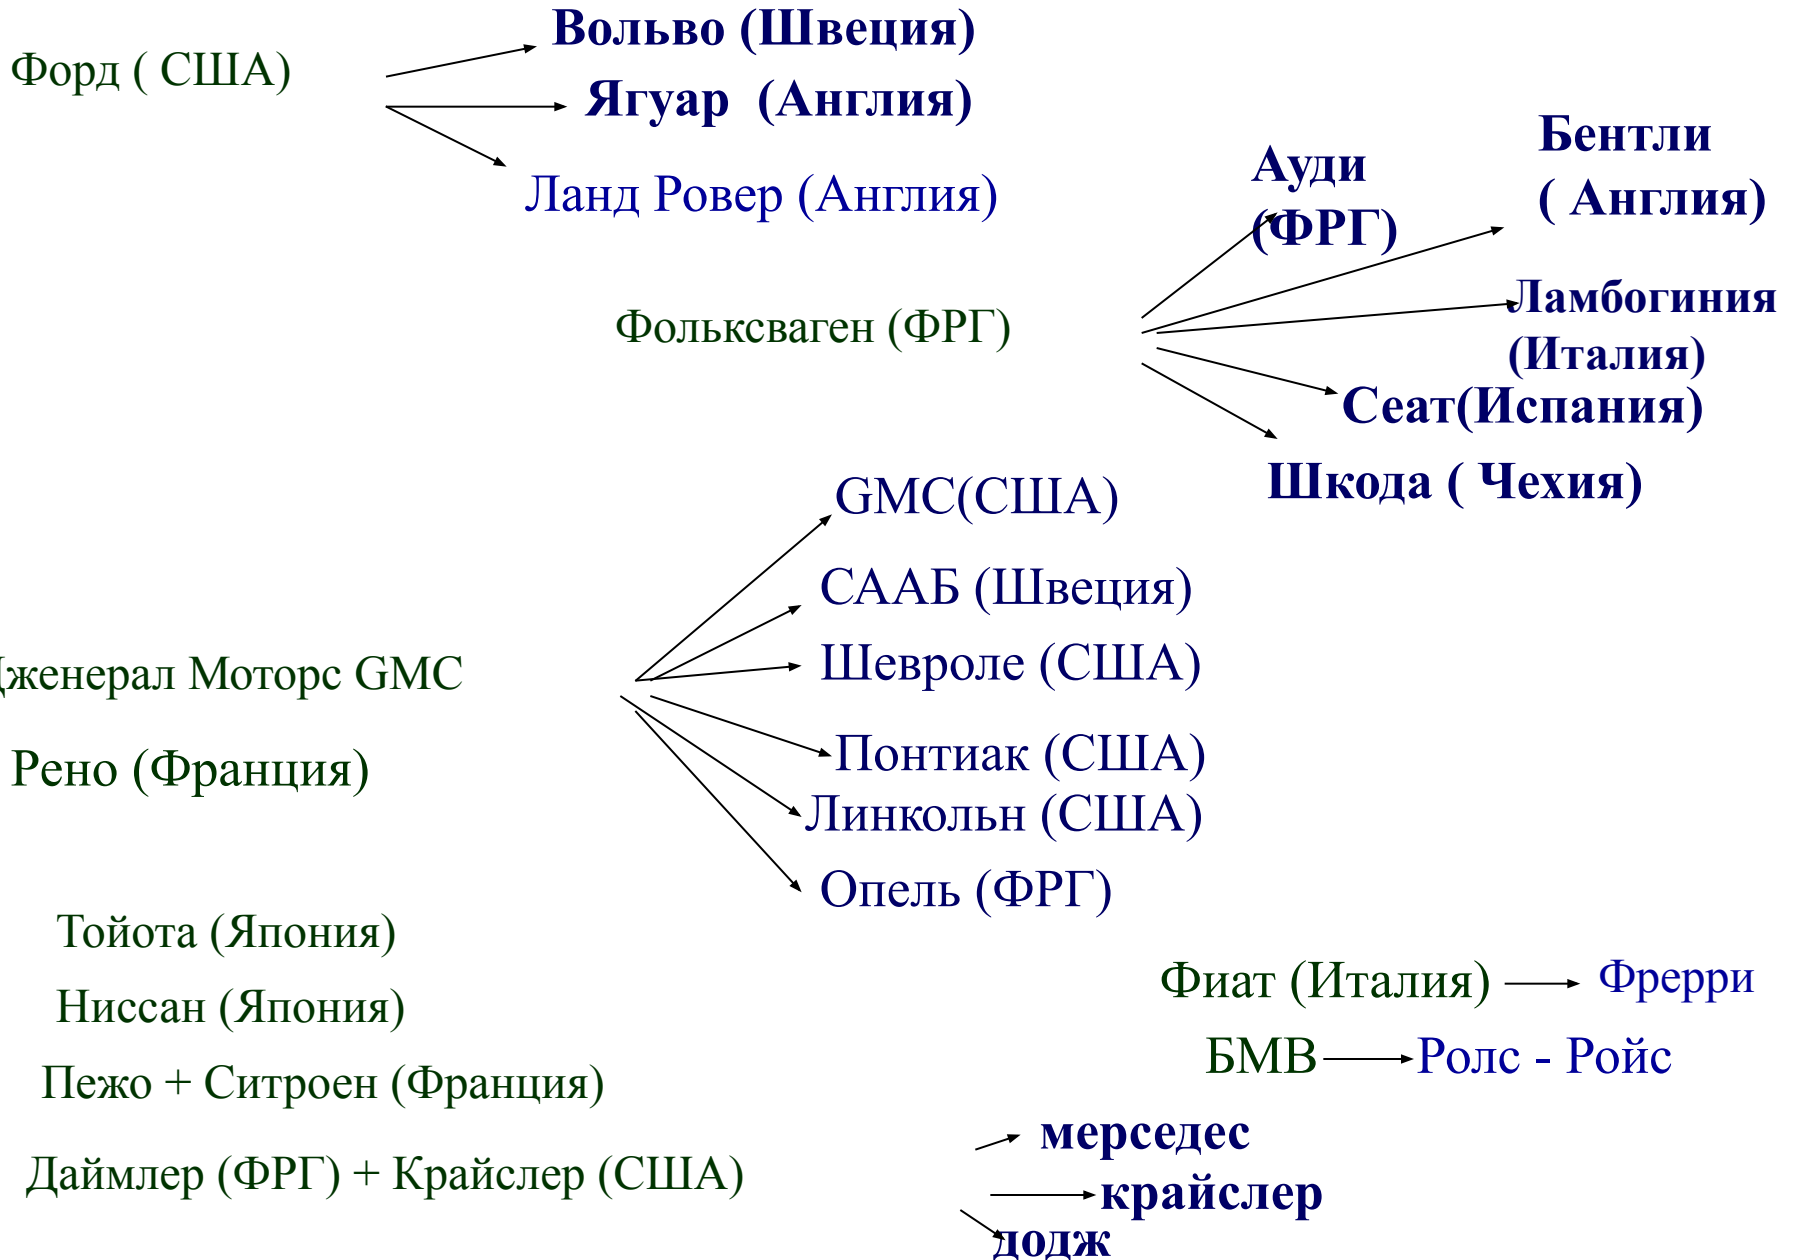 Форд ( США)
Вольво (Швеция)
Ягуар (Англия)
Ланд Ровер (Англия)
Фольксваген (ФРГ)
Ауди
(ФРГ)
Бентли
( Англия)
Ламбогиния
(Италия)
Сеат(Испания)
Шкода ( Чехия)
Дженерал Моторс GMC
GMC(США)
СААБ (Швеция)
Шевроле (США)
Понтиак (США)
Линкольн (США)
Опель (ФРГ)
Рено (Франция)
Тойота (Япония)
Ниссан (Япония)
Пежо + Ситроен (Франция)
Фиат (Италия)
Фрерри
БМВ
Ролс - Ройс
Даймлер (ФРГ) + Крайслер (США)
мерседес
крайслер
додж